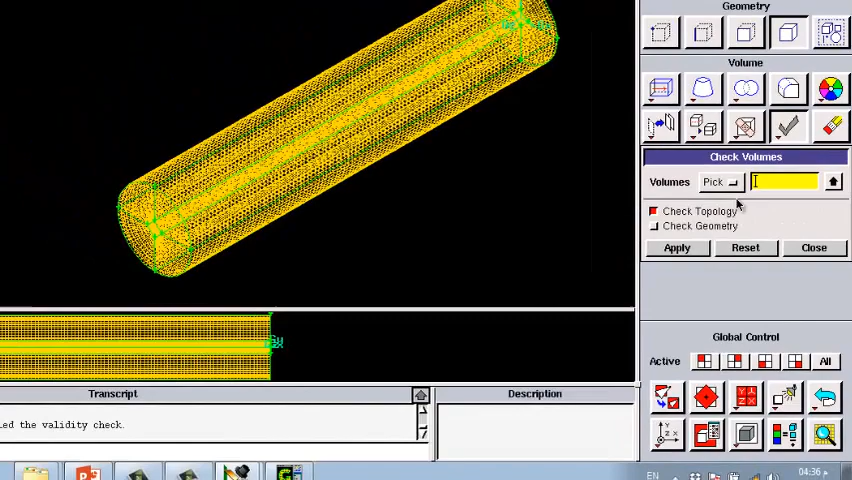 Geometry
Volume
Check Volumes
Volumes Pick
Check Topology
Check Geometry
Apply Reset Close
Global Control
Active All
Transcript Description
led the validity check.
EN 04:36